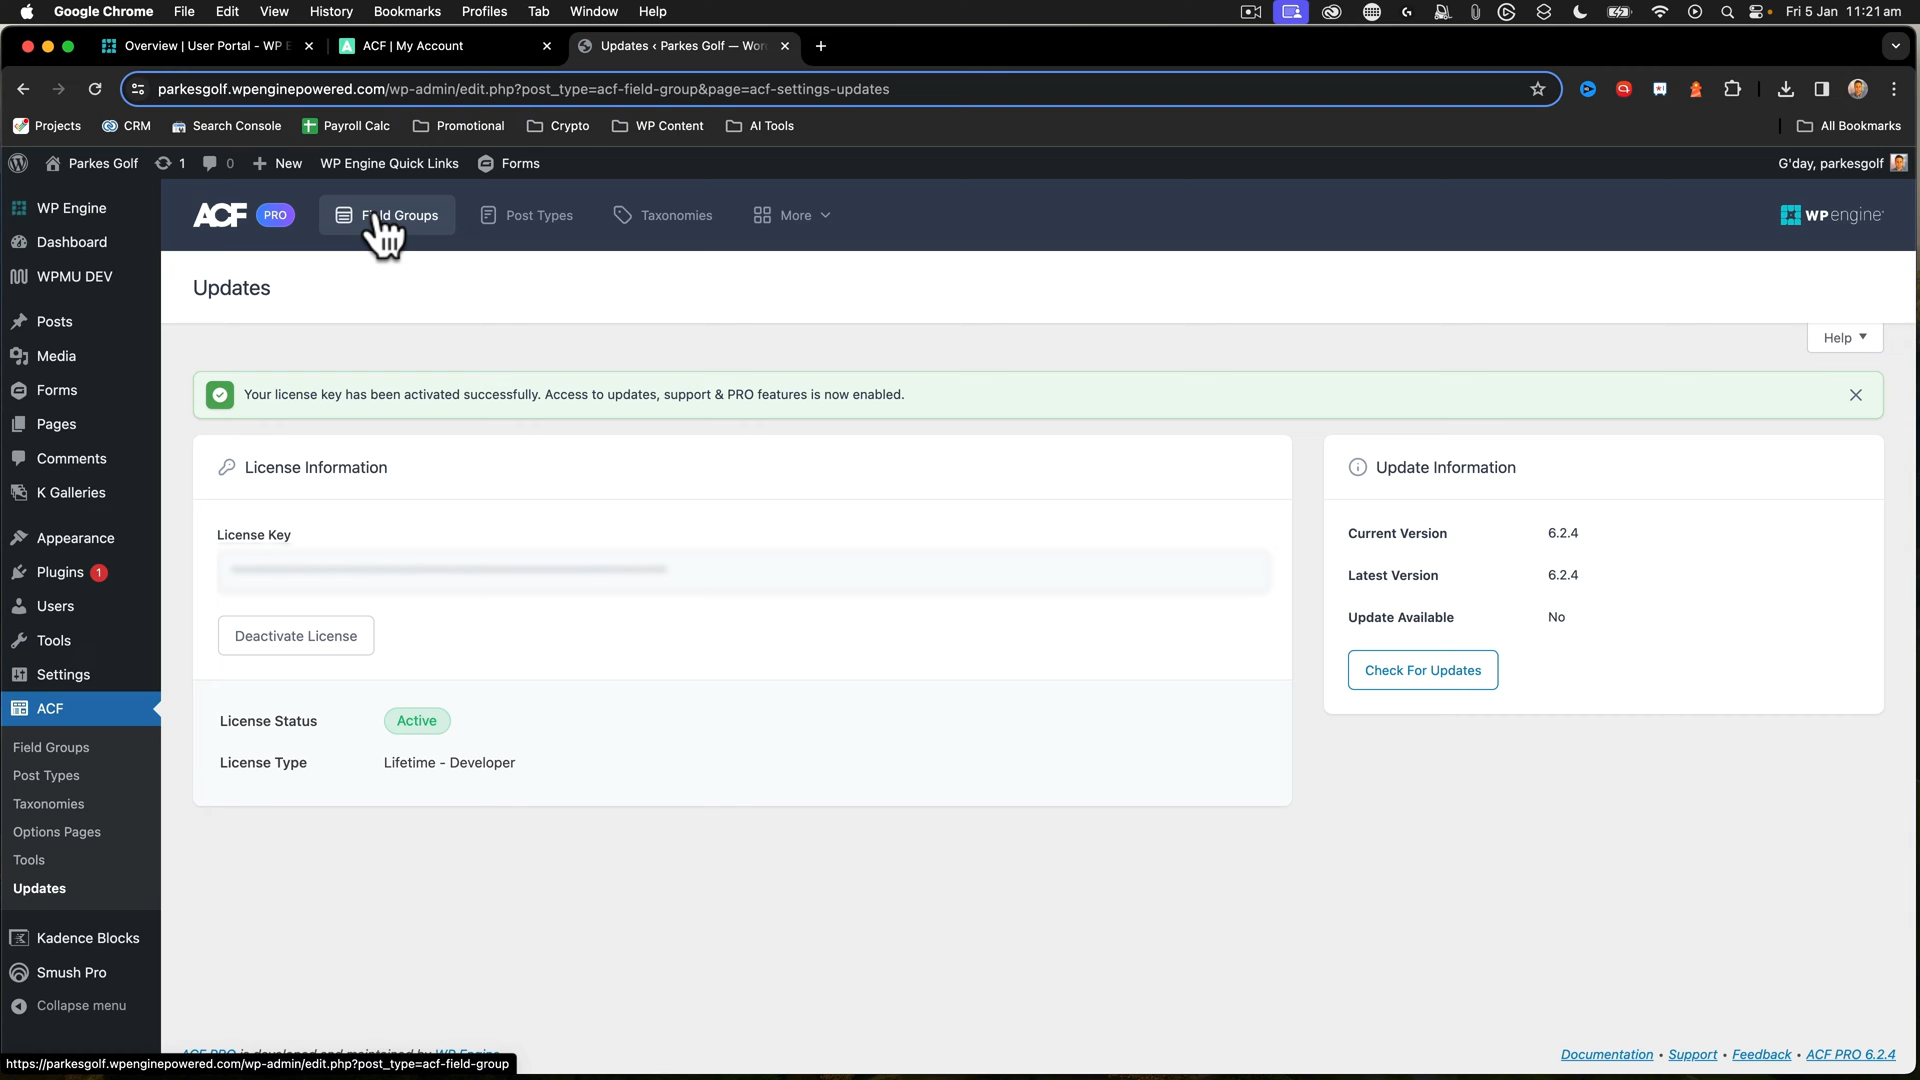 Google Chrome File Edit View History Bookmarks Profiles Tab Window Help Fri 5 Jan 11:21 am
Overview | User Portal - WP E ACF | My Account Updates ‹ Parkes Golf — Wor
parkesgolf.wpenginepowered.com/wp-admin/edit.php?post_type=acf-field-group&page=acf-settings-updates
Projects CRM Search Console Payroll Calc Promotional Crypto WP Content AI Tools All Bookmarks
Parkes Golf 1 0 New WP Engine Quick Links Forms G'day, parkesgolf
WP Engine
Dashboard
WPMU DEV
Posts
Media
Forms
Pages
Comments
K Galleries
Appearance
Plugins 1
Users
Tools
Settings
ACF
Field Groups
Post Types
Taxonomies
Options Pages
Tools
Updates
Kadence Blocks
Smush Pro
Collapse menu
ACF PRO Field Groups Post Types Taxonomies More WP engine
Updates
Help
Your license key has been activated successfully. Access to updates, support & PRO features is now enabled.
License Information
License Key
Deactivate License
License Status Active
License Type Lifetime - Developer
Update Information
Current Version 6.2.4
Latest Version 6.2.4
Update Available No
Check For Updates
ACF PRO is developed and maintained by WP Engine
Documentation • Support • Feedback • ACF PRO 6.2.4
https://parkesgolf.wpenginepowered.com/wp-admin/edit.php?post_type=acf-field-group